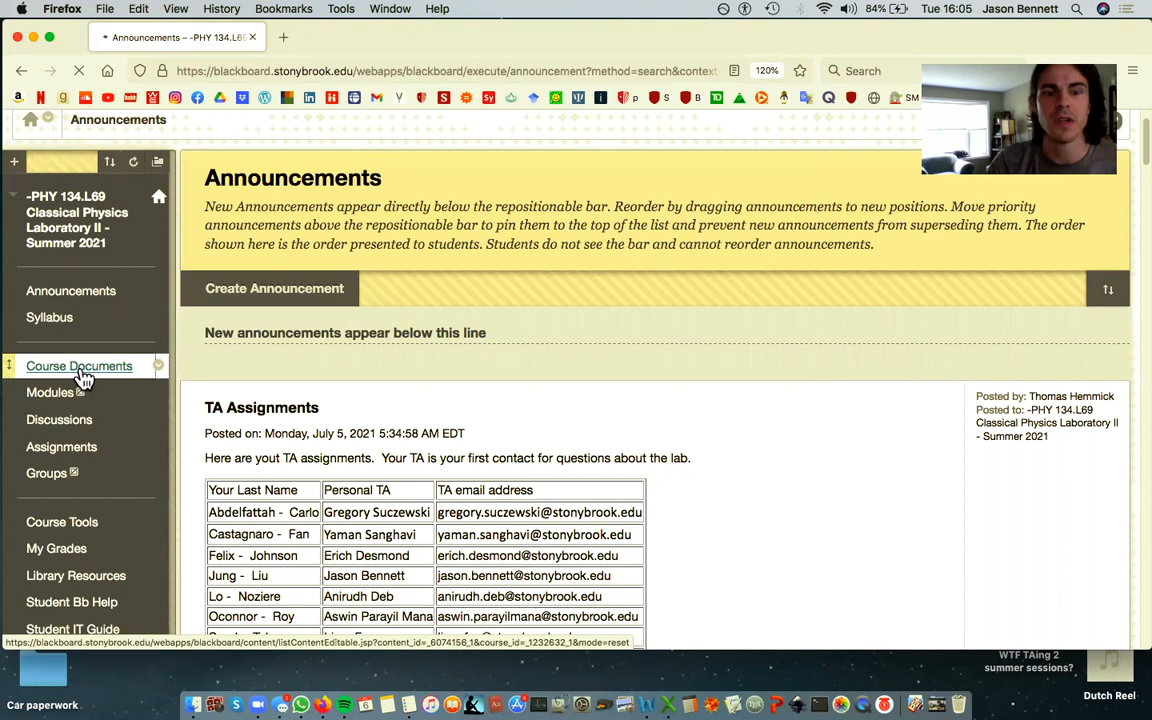 Firefox File Edit View History Bookmarks Tools Window Help 84% Tue 16:05 Jason Bennett
Announcements – -PHY 134.L69
https://blackboard.stonybrook.edu/webapps/blackboard/execute/announcement?method=search&context 120% Search
Announcements
-PHY 134.L69
Classical Physics
Laboratory II -
Summer 2021
Announcements
Syllabus
Course Documents
Modules
Discussions
Assignments
Groups
Course Tools
My Grades
Library Resources
Student Bb Help
Student IT Guide
Announcements
New Announcements appear directly below the repositionable bar. Reorder by dragging announcements to new positions. Move priority
announcements above the repositionable bar to pin them to the top of the list and prevent new announcements from superseding them. The order
shown here is the order presented to students. Students do not see the bar and cannot reorder announcements.
Create Announcement
New announcements appear below this line
TA Assignments
Posted on: Monday, July 5, 2021 5:34:58 AM EDT
Here are yout TA assignments. Your TA is your first contact for questions about the lab.
Your Last Name Personal TA TA email address
Abdelfattah - Carlo Gregory Suczewski gregory.suczewski@stonybrook.edu
Castagnaro - Fan Yaman Sanghavi yaman.sanghavi@stonybrook.edu
Felix - Johnson Erich Desmond erich.desmond@stonybrook.edu
Jung - Liu Jason Bennett jason.bennett@stonybrook.edu
Lo - Noziere Anirudh Deb anirudh.deb@stonybrook.edu
Oconnor - Roy Aswin Parayil Mana aswin.parayilmana@stonybrook.edu
Posted by: Thomas Hemmick
Posted to: -PHY 134.L69
Classical Physics Laboratory II
- Summer 2021
https://blackboard.stonybrook.edu/webapps/blackboard/content/listContentEditable.jsp?content_id=_6074156_1&course_id=_1232632_1&mode=reset
Car paperwork
WTF TAing 2
summer sessions?
Dutch Reel